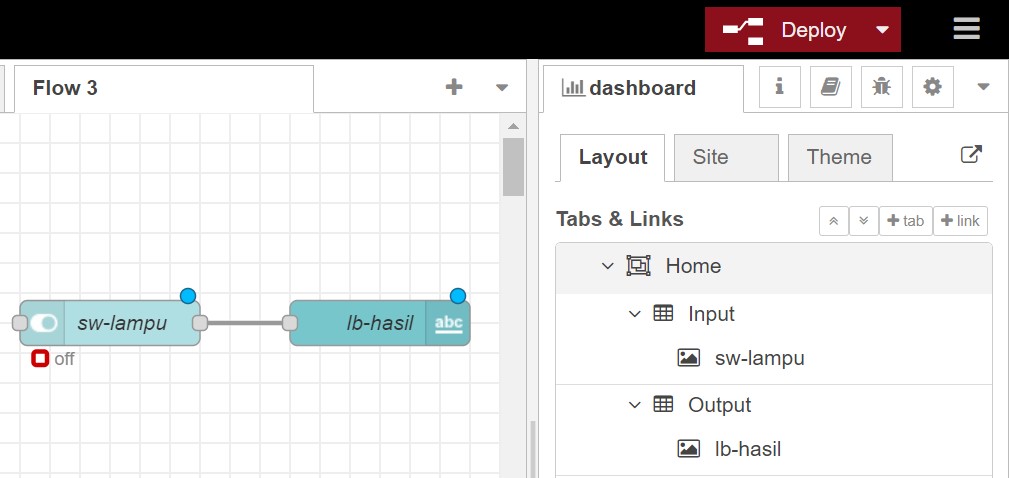 Deploy
Flow 3
dashboard
i
Layout
Site
Theme
Tabs & Links
tab
link
Home
Input
sw-lampu
lb-hasil
abc
off
sw-lampu
Output
lb-hasil